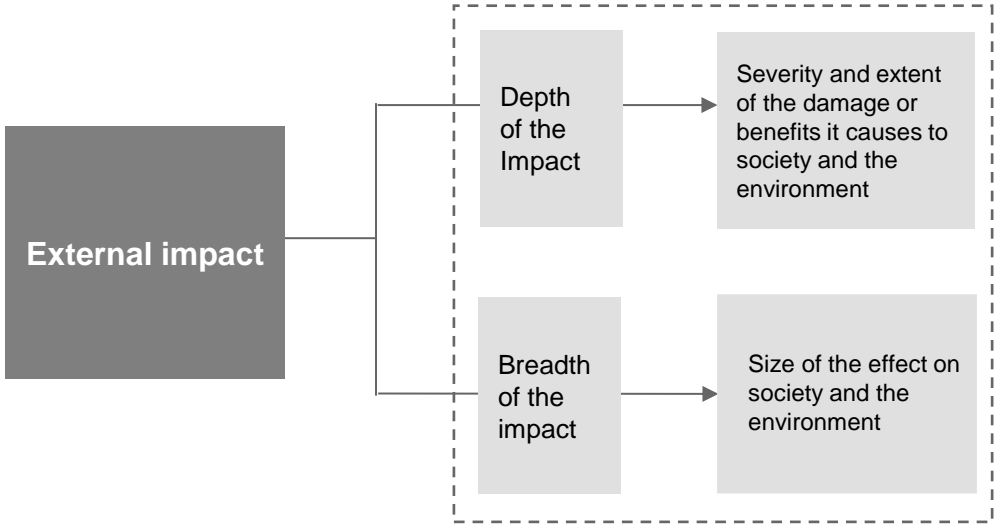 External impact
Depth
of the
Impact
Severity and extent
of the damage or
benefits it causes to
society and the
environment
Breadth
of the
impact
Size of the effect on
society and the
environment